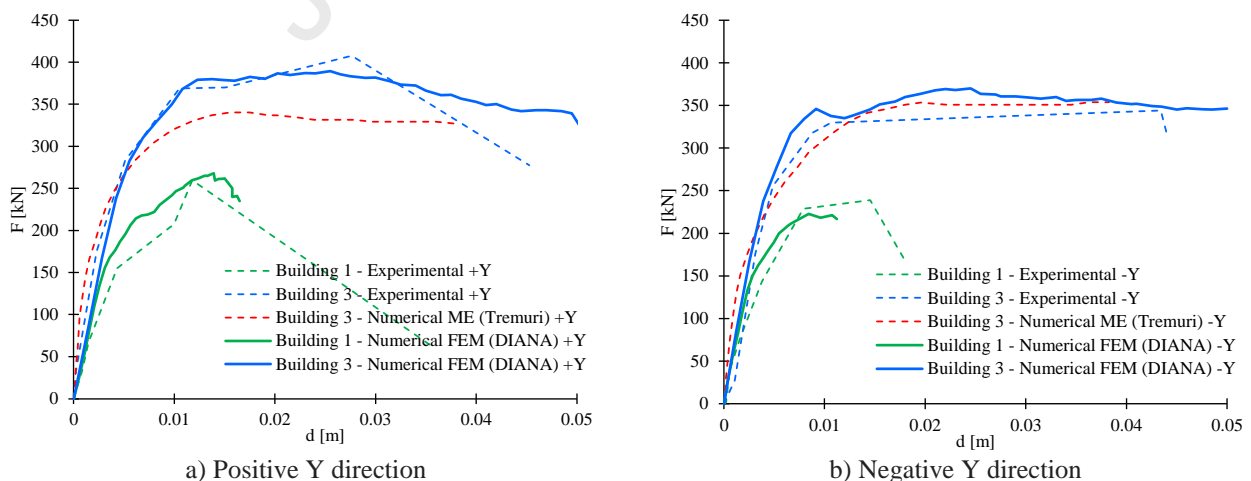 450
400
350
300
250
200
150
100
50
0
F [kN]
0
0.01
0.02
0.03
0.04
0.05
d [m]
Building 1 - Experimental +Y
Building 3 - Experimental +Y
Building 3 - Numerical ME (Tremuri) +Y
Building 1 - Numerical FEM (DIANA) +Y
Building 3 - Numerical FEM (DIANA) +Y
a) Positive Y direction
450
400
350
300
250
200
150
100
50
0
F [kN]
0
0.01
0.02
0.03
0.04
0.05
d [m]
Building 1 - Experimental -Y
Building 3 - Experimental -Y
Building 3 - Numerical ME (Tremuri) -Y
Building 1 - Numerical FEM (DIANA) -Y
Building 3 - Numerical FEM (DIANA) -Y
b) Negative Y direction